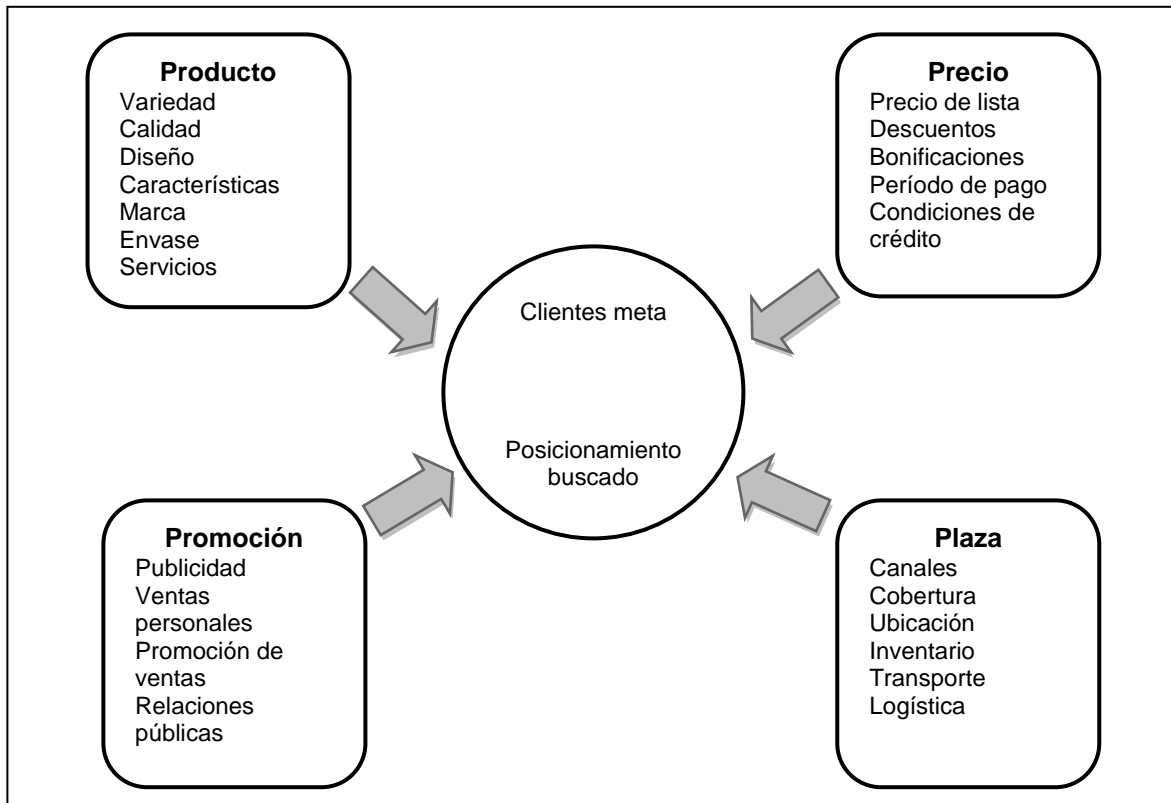 Producto
Variedad
Calidad
Diseño
Característícas
Marca
Envase
Servicios
Precio
Precio de lista
Descuentos
Bonificaciones
Período de pago
Condiciones de
crédito
Clientes meta
Posicionamiento
buscado
Promoción
Publicidad
Ventas
personales
Promoción de
ventas
Relaciones
públicas
Plaza
Canales
Cobertura
Ubicación
Inventario
Transporte
Logística